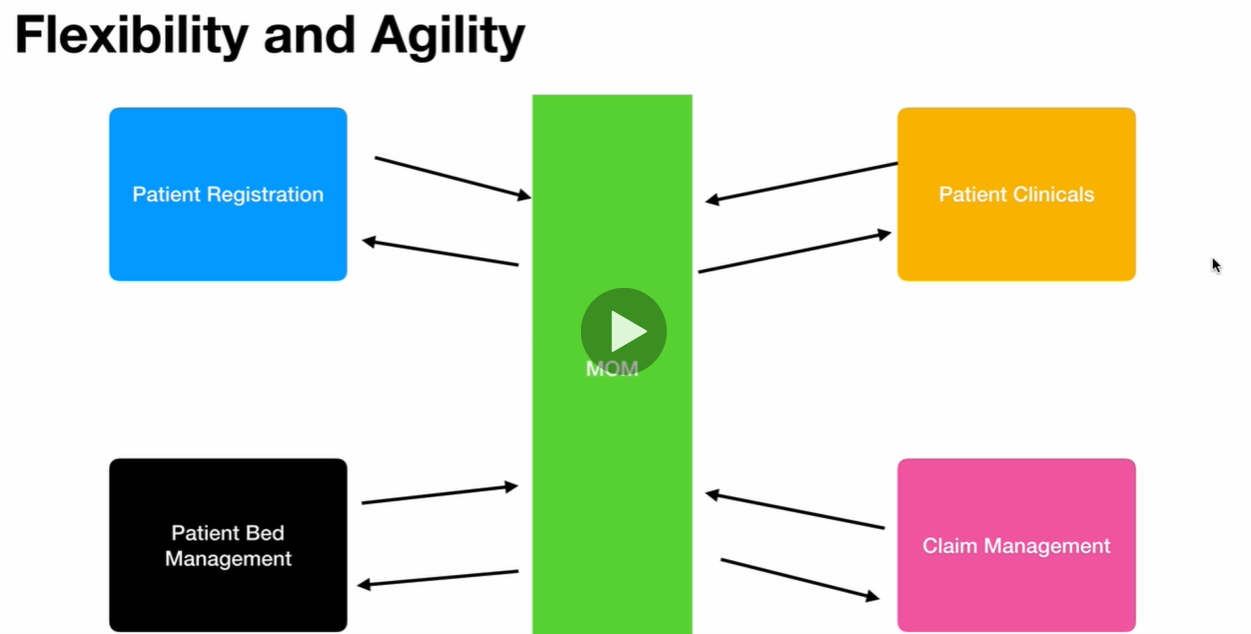 Flexibility and Agility
Patient Registration
Patient Clinicals
MOM
Patient Bed
Management
Claim Management